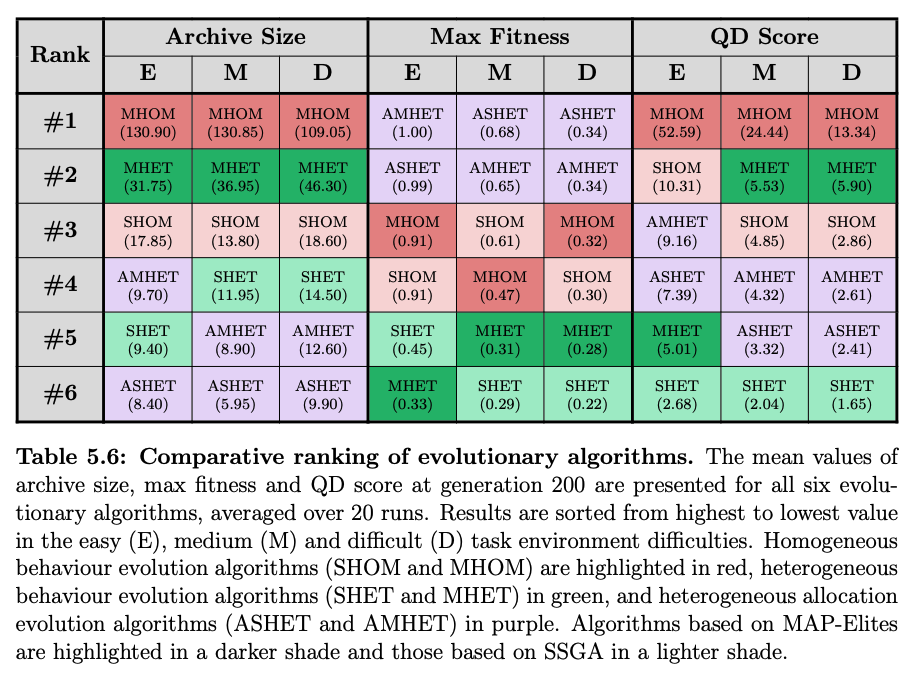 Rank Archive Size Max Fitness QD Score
E M D E M D E M D
#1 MHOM MHOM MHOM AMHET ASHET ASHET MHOM MHOM MHOM
(130.90) (130.85) (109.05) (1.00) (0.68) (0.34) (52.59) (24.44) (13.34)
#2 MHET MHET MHET ASHET AMHET AMHET SHOM MHET MHET
(31.75) (36.95) (46.30) (0.99) (0.65) (0.34) (10.31) (5.53) (5.90)
#3 SHOM SHOM SHOM MHOM SHOM MHOM AMHET SHOM SHOM
(17.85) (13.80) (18.60) (0.91) (0.61) (0.32) (9.16) (4.85) (2.86)
#4 AMHET SHET SHET SHOM MHOM SHOM ASHET AMHET AMHET
(9.70) (11.95) (14.50) (0.91) (0.47) (0.30) (7.39) (4.32) (2.61)
#5 SHET AMHET AMHET SHET MHET MHET MHET ASHET ASHET
(9.40) (8.90) (12.60) (0.45) (0.31) (0.28) (5.01) (3.32) (2.41)
#6 ASHET ASHET ASHET MHET SHET SHET SHET SHET SHET
(8.40) (5.95) (9.90) (0.33) (0.29) (0.22) (2.68) (2.04) (1.65)
Table 5.6: Comparative ranking of evolutionary algorithms. The mean values of
archive size, max fitness and QD score at generation 200 are presented for all six evolu-
tionary algorithms, averaged over 20 runs. Results are sorted from highest to lowest value
in the easy (E), medium (M) and difficult (D) task environment difficulties. Homogeneous
behaviour evolution algorithms (SHOM and MHOM) are highlighted in red, heterogeneous
behaviour evolution algorithms (SHET and MHET) in green, and heterogeneous allocation
evolution algorithms (ASHET and AMHET) in purple. Algorithms based on MAP-Elites
are highlighted in a darker shade and those based on SSGA in a lighter shade.